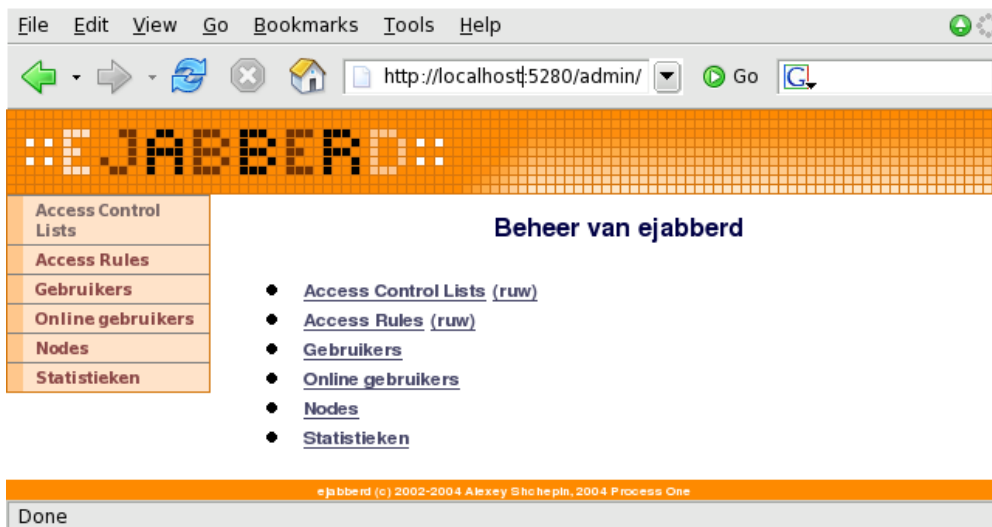 File Edit View Go Bookmarks Tools Help
http://localhost:5280/admin/ Go G
::EJABBERD::
Access Control
Lists
Access Rules
Gebruikers
Online gebruikers
Nodes
Statistieken
Beheer van ejabberd
Access Control Lists (ruw)
Access Rules (ruw)
Gebruikers
Online gebruikers
Nodes
Statistieken
ejabberd (c) 2002-2004 Alexey Shchepin, 2004 Process One
Done